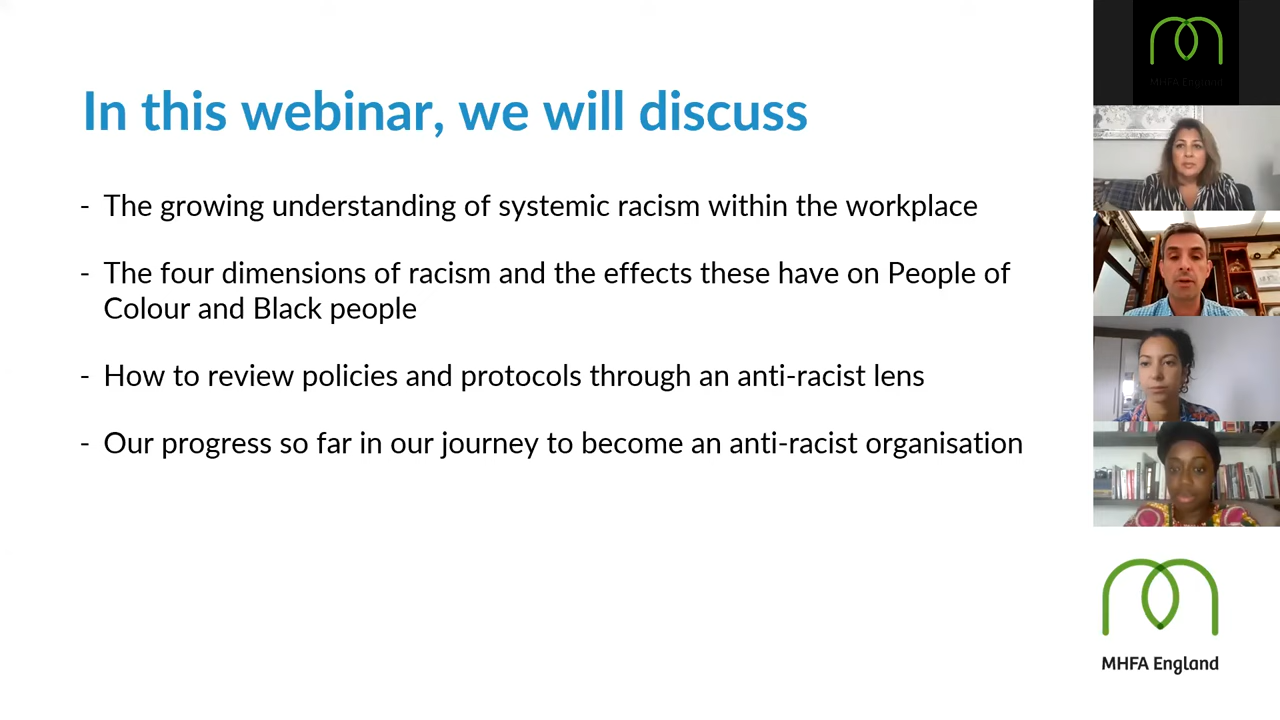 In this webinar, we will discuss
- The growing understanding of systemic racism within the workplace
- The four dimensions of racism and the effects these have on People of
Colour and Black people
- How to review policies and protocols through an anti-racist lens
- Our progress so far in our journey to become an anti-racist organisation
MHFA England
MHFA England